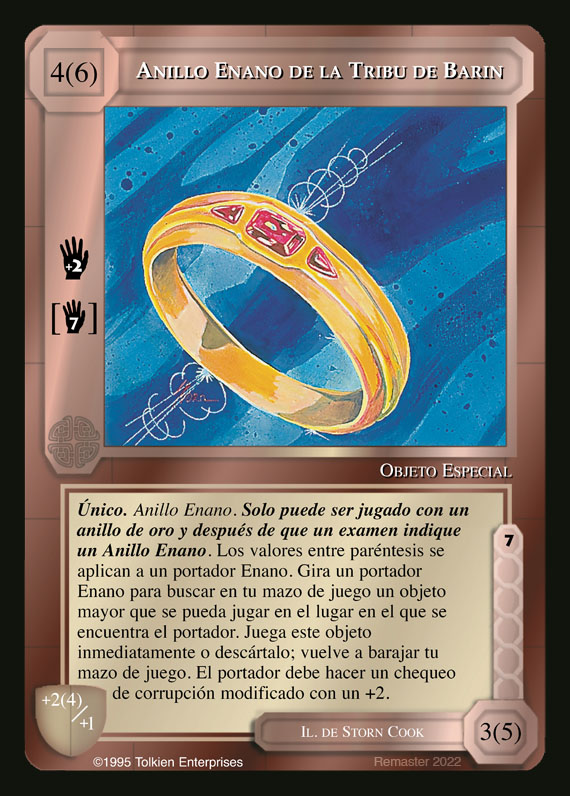 4(6)
Anillo Enano de la Tribu de Barin
+2
[7]
Objeto Especial
Único. Anillo Enano. Solo puede ser jugado con un
anillo de oro y después de que un examen indique
un Anillo Enano. Los valores entre paréntesis se
aplican a un portador Enano. Gira un portador
Enano para buscar en tu mazo de juego un objeto
mayor que se pueda jugar en el lugar en el que se
encuentra el portador. Juega este objeto
inmediatamente o descártalo; vuelve a barajar tu
mazo de juego. El portador debe hacer un chequeo
de corrupción modificado con un +2.
7
+2(4)/+1
Il. de Storn Cook
3(5)
©1995 Tolkien Enterprises
Remaster 2022